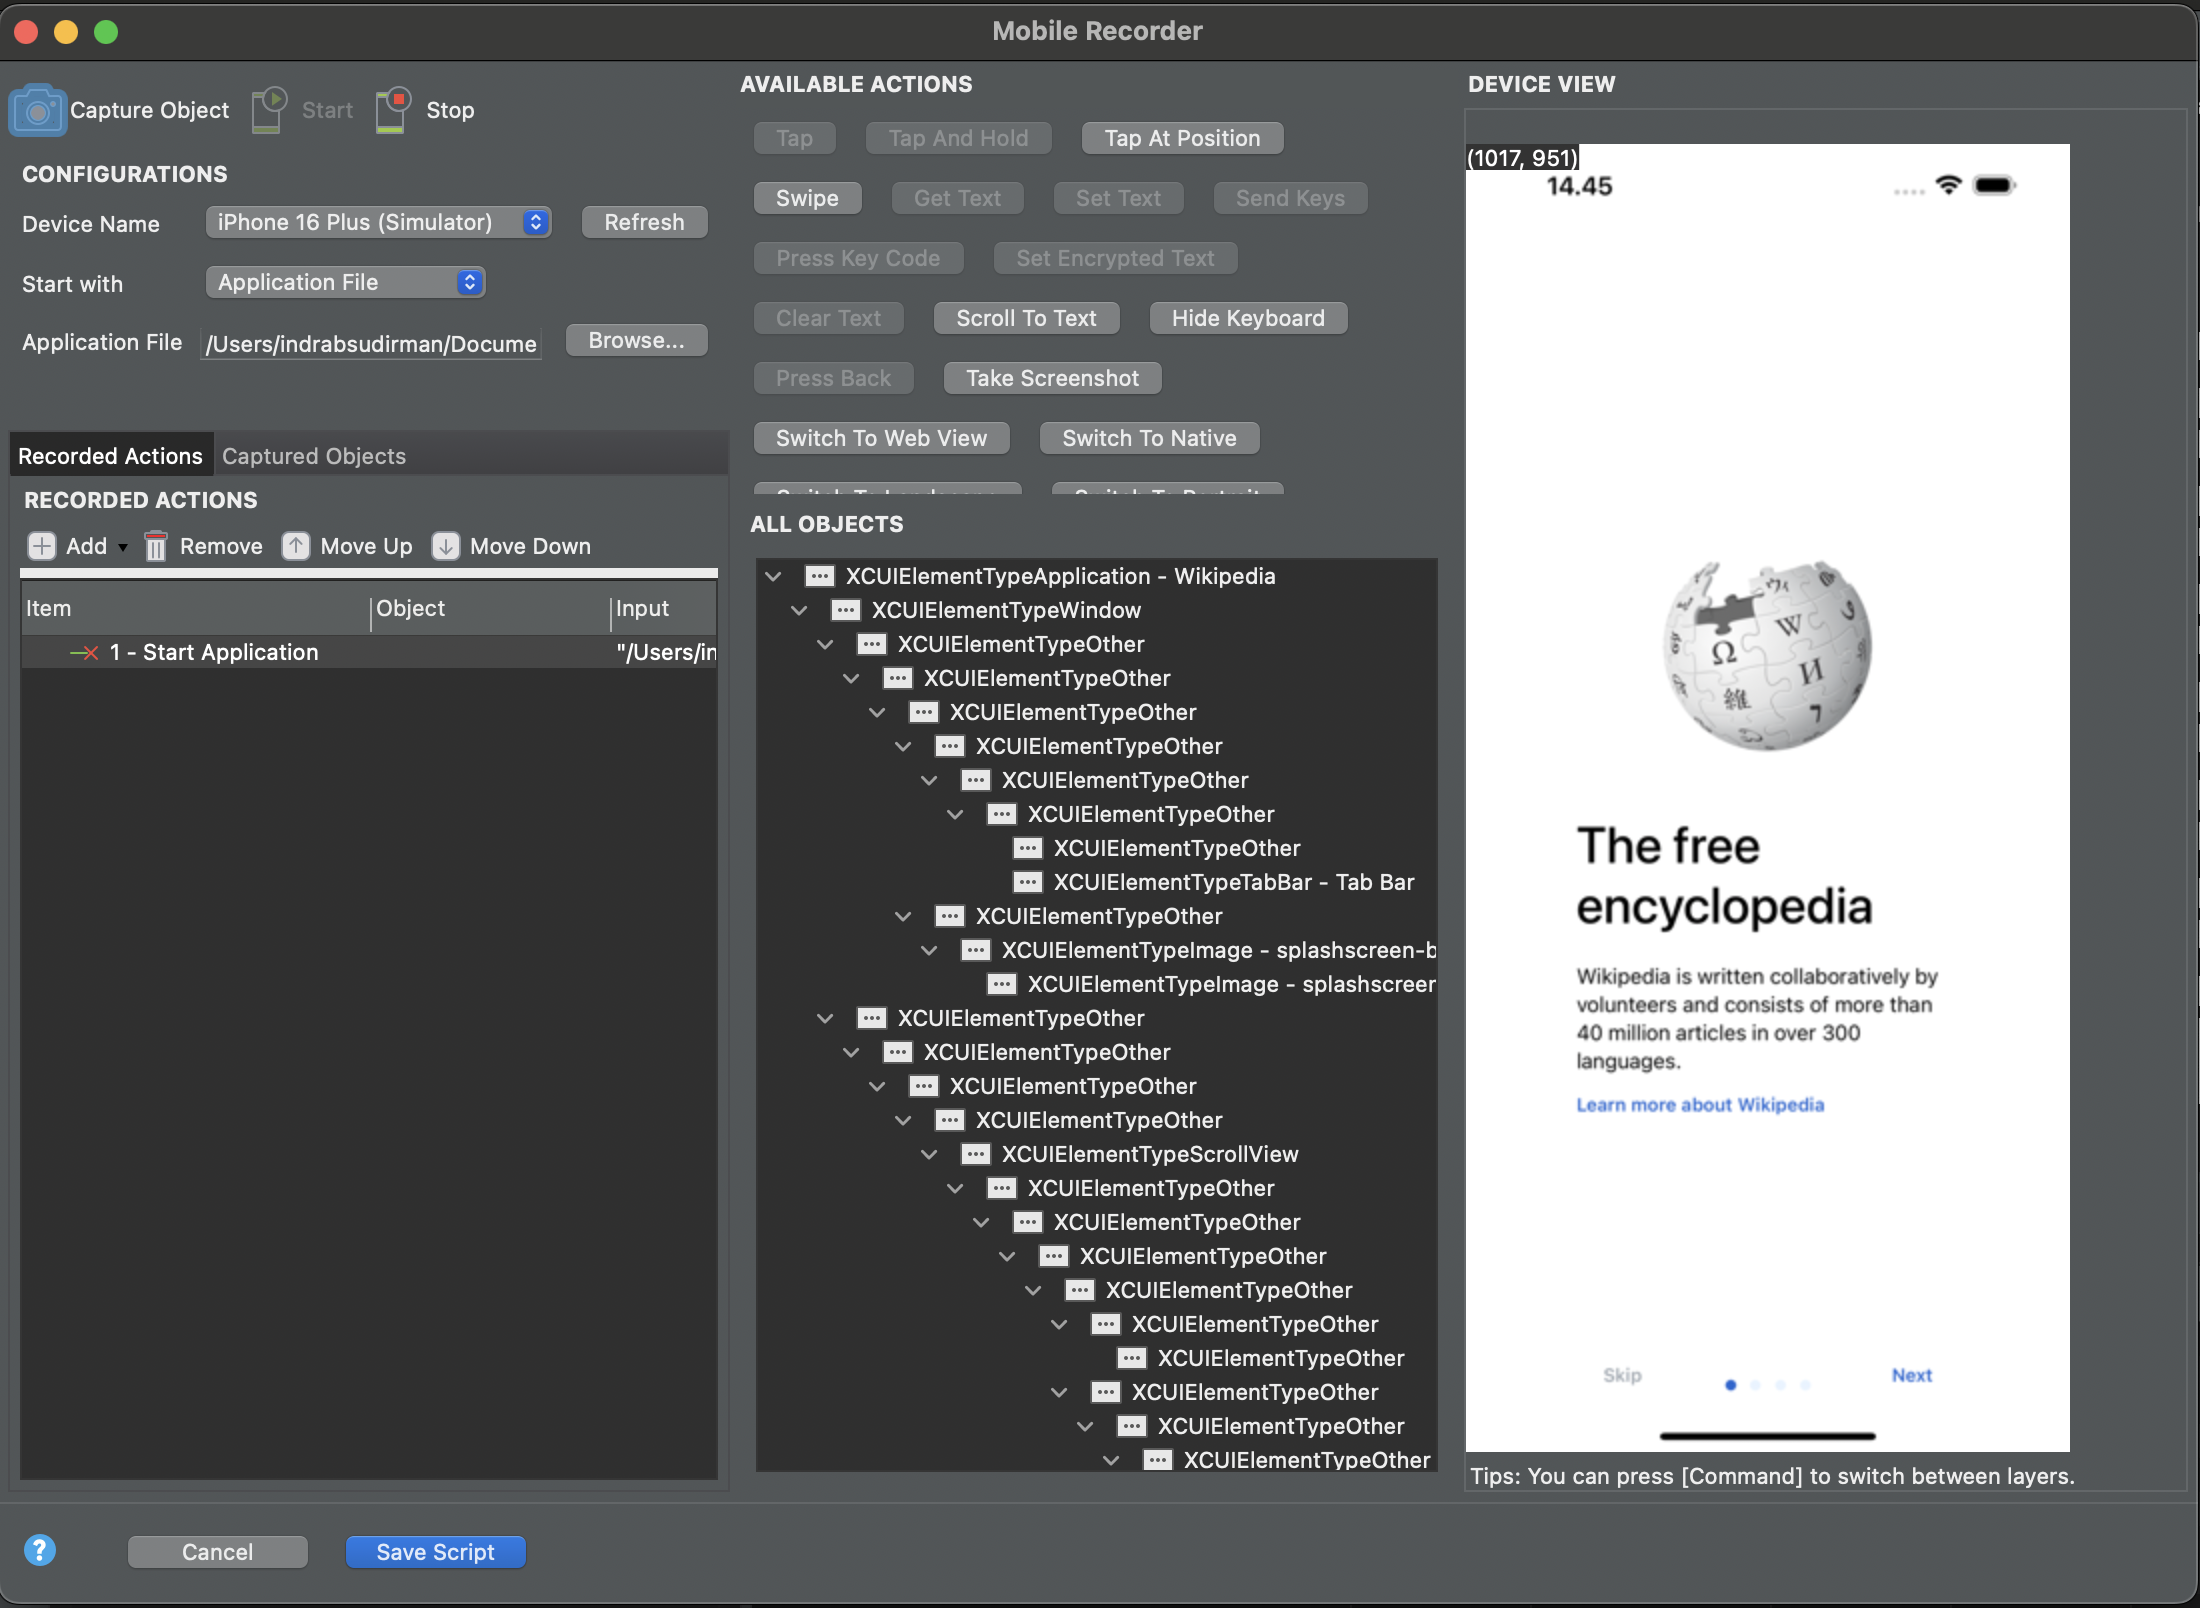 Mobile Recorder
Capture Object
Start
Stop
CONFIGURATIONS
Device Name
iPhone 16 Plus (Simulator)
Refresh
Start with
Application File
Application File
/Users/indrabsudirman/Docume
Browse...
Recorded Actions
Captured Objects
RECORDED ACTIONS
Add
Remove
Move Up
Move Down
Item
Object
Input
1 - Start Application
"/Users/in
AVAILABLE ACTIONS
Tap
Tap And Hold
Tap At Position
Swipe
Get Text
Set Text
Send Keys
Press Key Code
Set Encrypted Text
Clear Text
Scroll To Text
Hide Keyboard
Press Back
Take Screenshot
Switch To Web View
Switch To Native
Switch To Landscape
Switch To Portrait
ALL OBJECTS
XCUIElementTypeApplication - Wikipedia
XCUIElementTypeWindow
XCUIElementTypeOther
XCUIElementTypeOther
XCUIElementTypeOther
XCUIElementTypeOther
XCUIElementTypeOther
XCUIElementTypeOther
XCUIElementTypeOther
XCUIElementTypeTabBar - Tab Bar
XCUIElementTypeOther
XCUIElementTypeImage - splashscreen-b
XCUIElementTypeImage - splashscreen
XCUIElementTypeOther
XCUIElementTypeOther
XCUIElementTypeOther
XCUIElementTypeOther
XCUIElementTypeScrollView
XCUIElementTypeOther
XCUIElementTypeOther
XCUIElementTypeOther
XCUIElementTypeOther
XCUIElementTypeOther
XCUIElementTypeOther
XCUIElementTypeOther
XCUIElementTypeOther
XCUIElementTypeOther
DEVICE VIEW
(1017, 951)
14.45
Ω
W
И
維
The free
encyclopedia
Wikipedia is written collaboratively by
volunteers and consists of more than
40 million articles in over 300
languages.
Learn more about Wikipedia
Skip
Next
Tips: You can press [Command] to switch between layers.
?
Cancel
Save Script